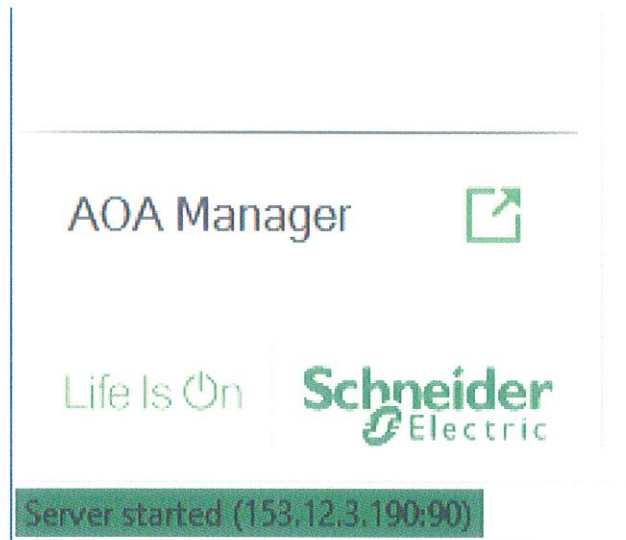 AOA Manager
Life Is On
Schneider
Electric
Server started (153.12.3.190:90)